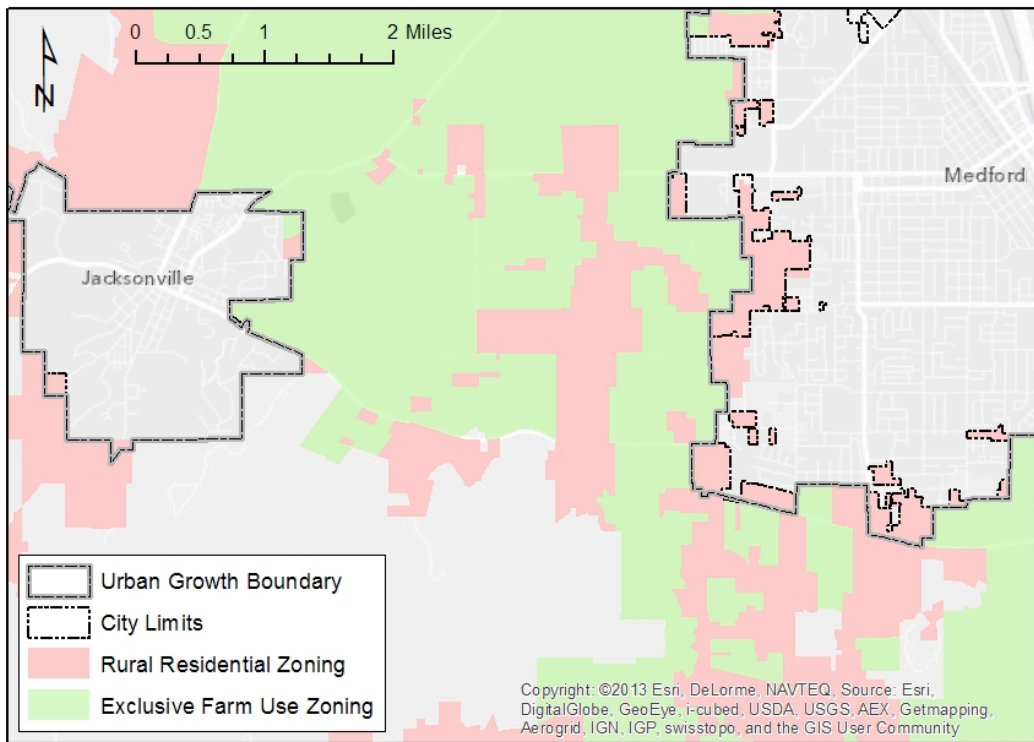 0 0.5 1 2 Miles
N
Medford
Jacksonville
Urban Growth Boundary
City Limits
Rural Residential Zoning
Exclusive Farm Use Zoning
Copyright: ©2013 Esri, DeLorme, NAVTEQ, Source: Esri,
DigitalGlobe, GeoEye, i-cubed, USDA, USGS, AEX, Getmapping,
Aerogrid, IGN, IGP, swisstopo, and the GIS User Community